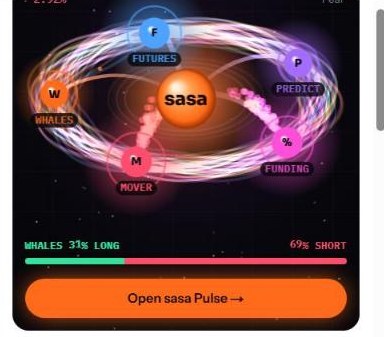 F
FUTURES
P
PREDICT
W
WHALES
sasa
%
FUNDING
M
MOVER
WHALES 31% LONG
69% SHORT
Open sasa Pulse →